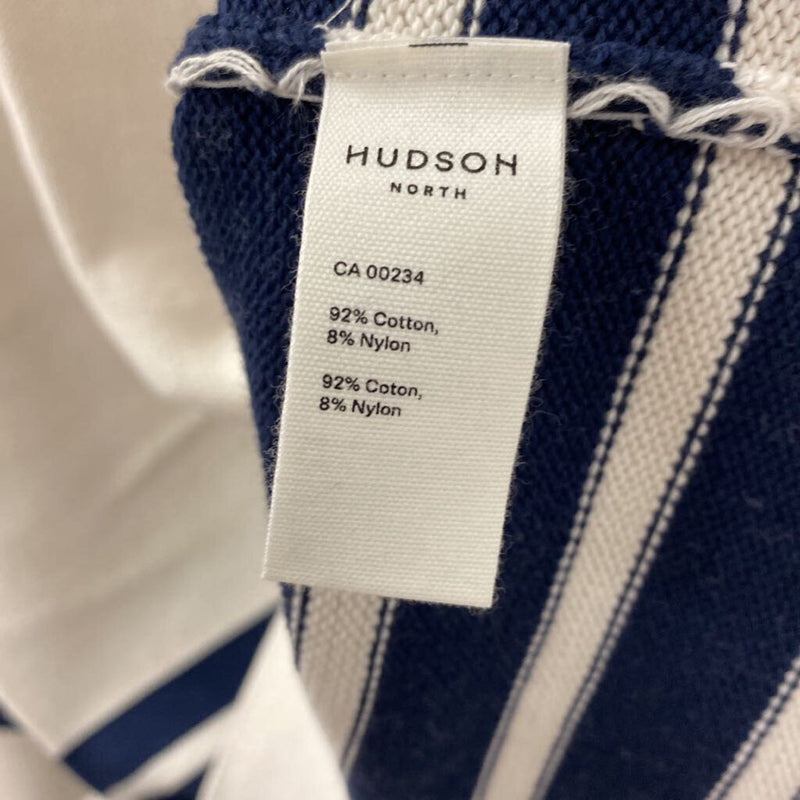 HUDSON
NORTH
CA 00234
92% Cotton,
8% Nylon
92% Coton,
8% Nylon